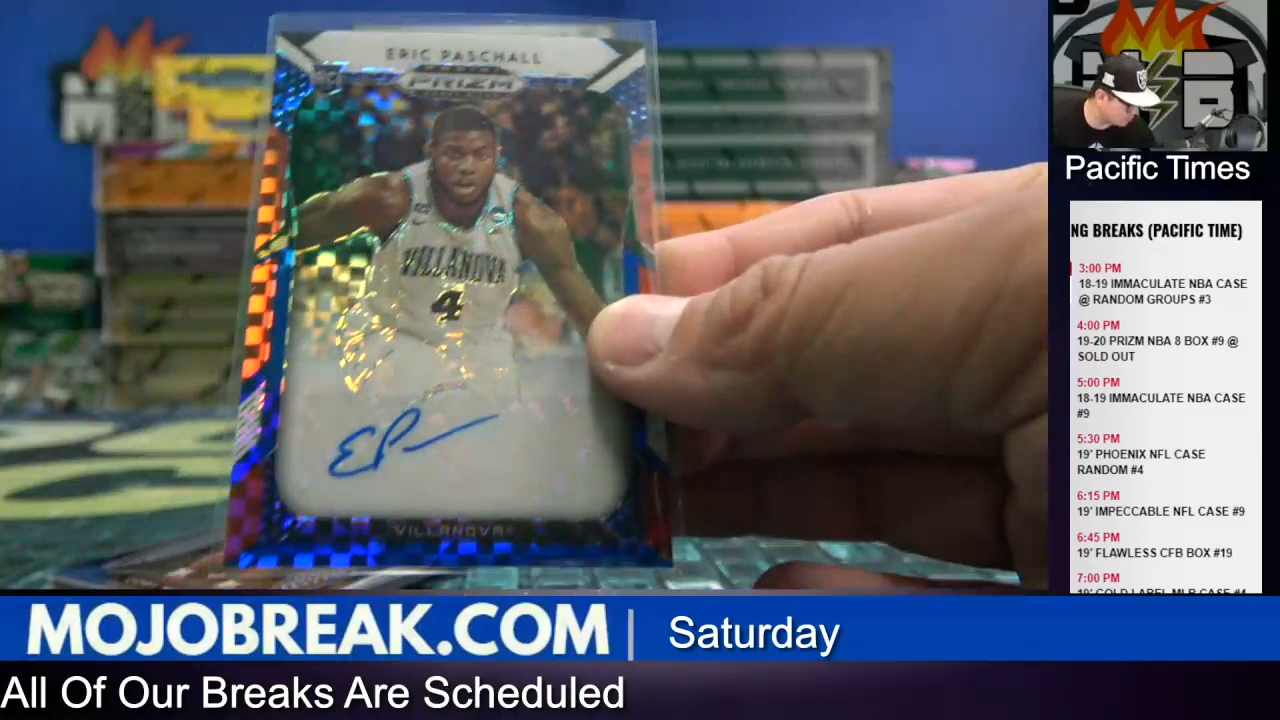 ERIC PASCHALL
PRIZM
VILLANOVA
4
EP
VILLANOVA
Pacific Times
NG BREAKS (PACIFIC TIME)
3:00 PM
18-19 IMMACULATE NBA CASE
@ RANDOM GROUPS #3
4:00 PM
19-20 PRIZM NBA 8 BOX #9 @
SOLD OUT
5:00 PM
18-19 IMMACULATE NBA CASE
#9
5:30 PM
19' PHOENIX NFL CASE
RANDOM #4
6:15 PM
19' IMPECCABLE NFL CASE #9
6:45 PM
19' FLAWLESS CFB BOX #19
7:00 PM
19' GOLD LABEL MLB CASE #4
MOJOBREAK.COM | Saturday
All Of Our Breaks Are Scheduled